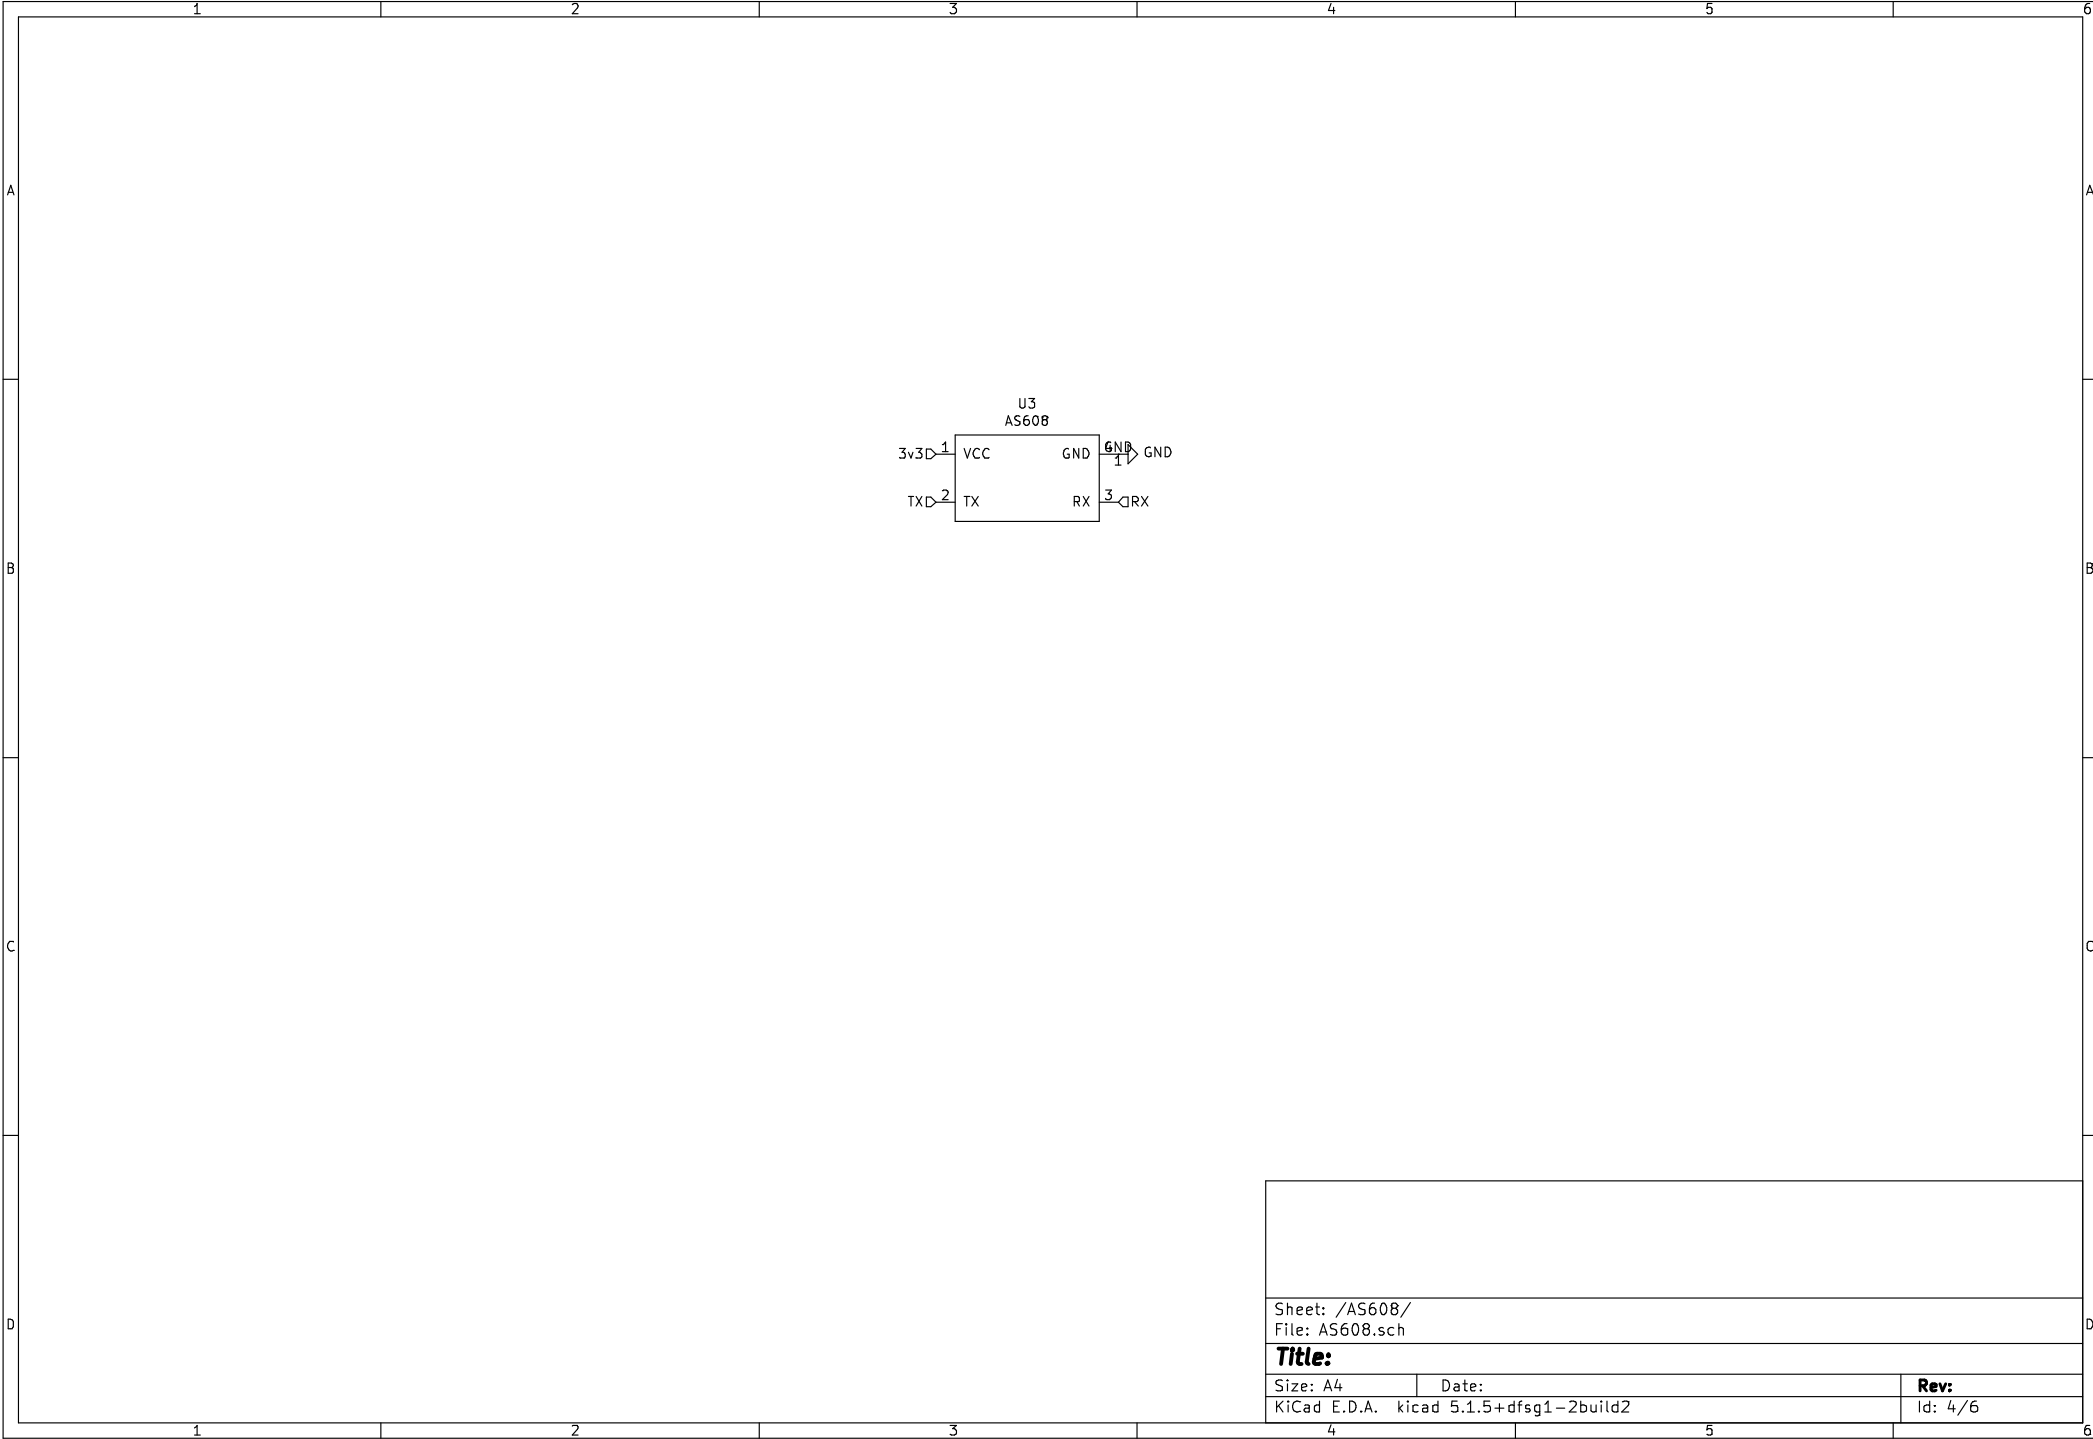 1 2 3 4 5 6
A A
U3
AS608
3v3 1 VCC GND 4 GND GND
1
TX 2 TX RX 3 RX
B B
C C
Sheet: /AS608/
File: AS608.sch
D D
Title:
Size: A4 Date: Rev:
KiCad E.D.A. kicad 5.1.5+dfsg1-2build2 Id: 4/6
1 2 3 4 5 6